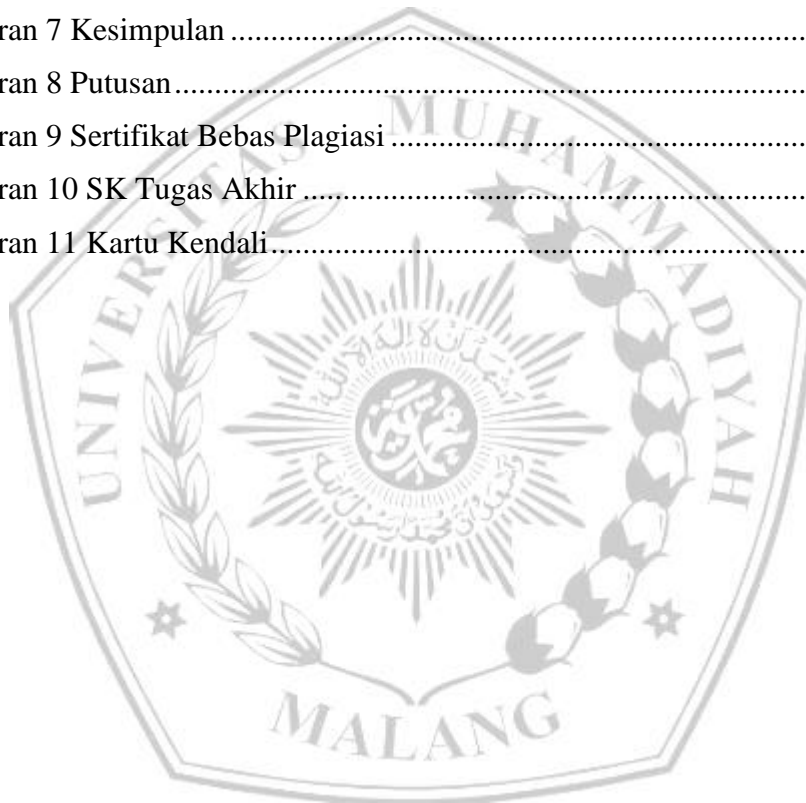 ran 7 Kesimpulan ..........................................................................
ran 8 Putusan ..........................................................................
ran 9 Sertifikat Bebas Plagiasi ..........................................................
ran 10 SK Tugas Akhir ..................................................................
ran 11 Kartu Kendali ..................................................................
UNIVERSITAS MUHAMMADIYAH
MALANG